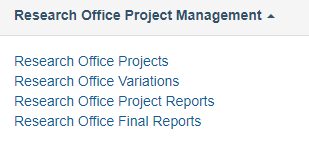 Research Office Project Management
Research Office Projects
Research Office Variations
Research Office Project Reports
Research Office Final Reports